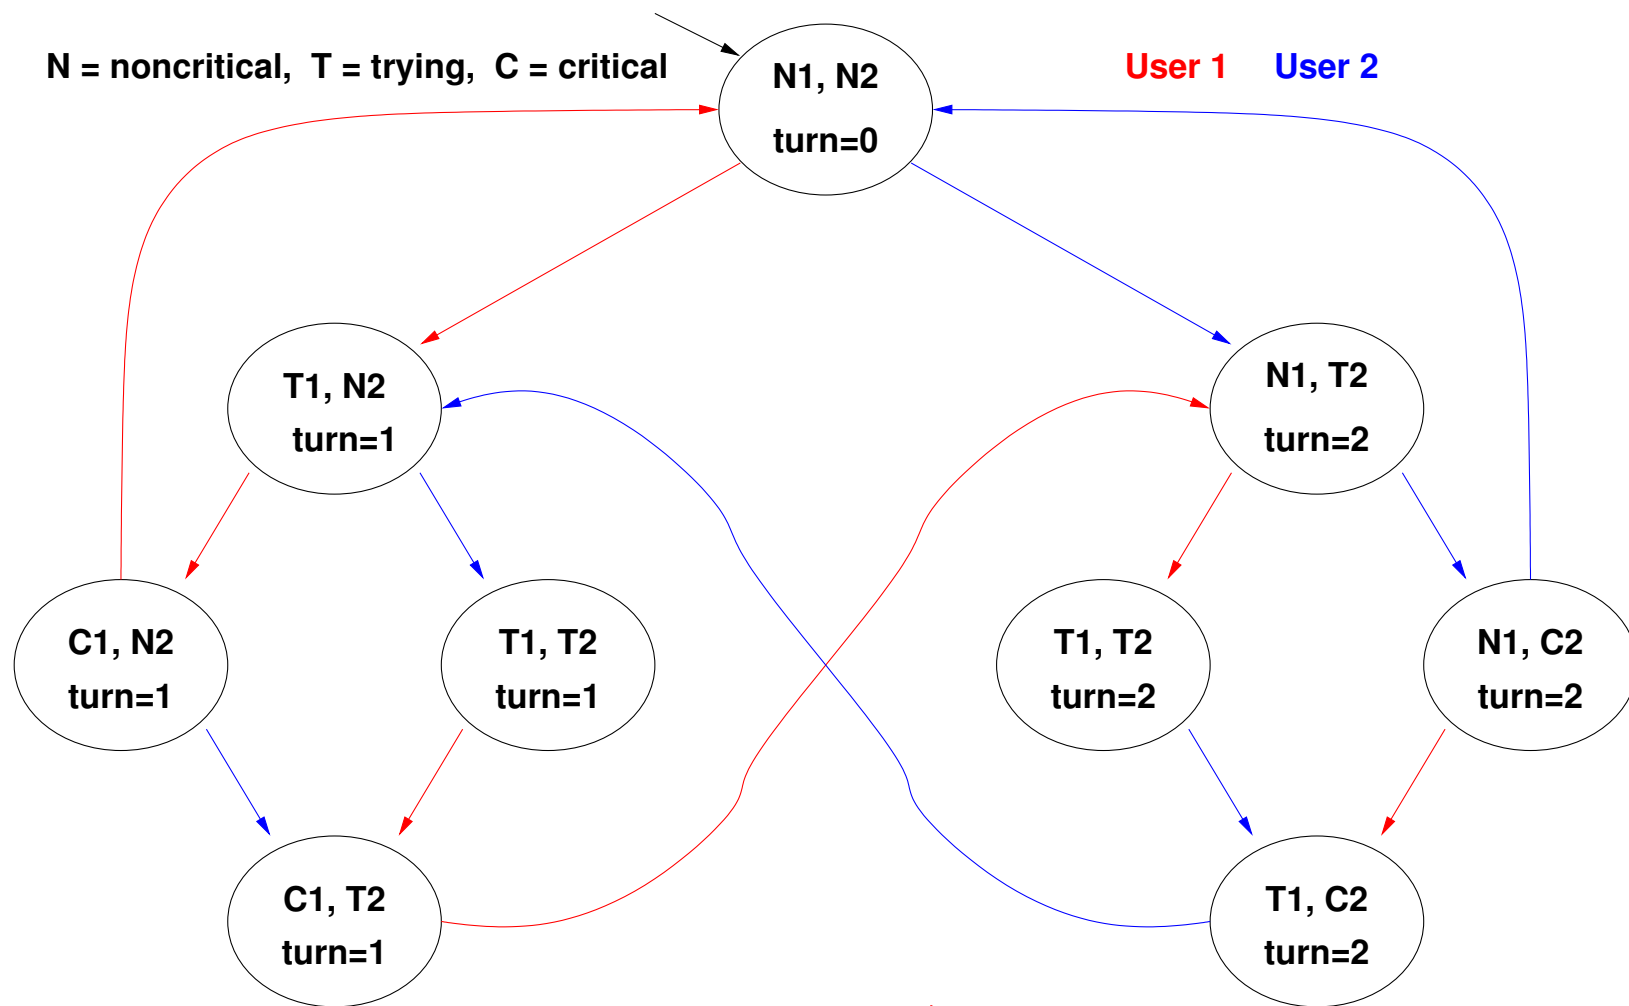 N = noncritical, T = trying, C = critical
User 1 User 2
N1, N2
turn=0
T1, N2
turn=1
N1, T2
turn=2
C1, N2
turn=1
T1, T2
turn=1
T1, T2
turn=2
N1, C2
turn=2
C1, T2
turn=1
T1, C2
turn=2